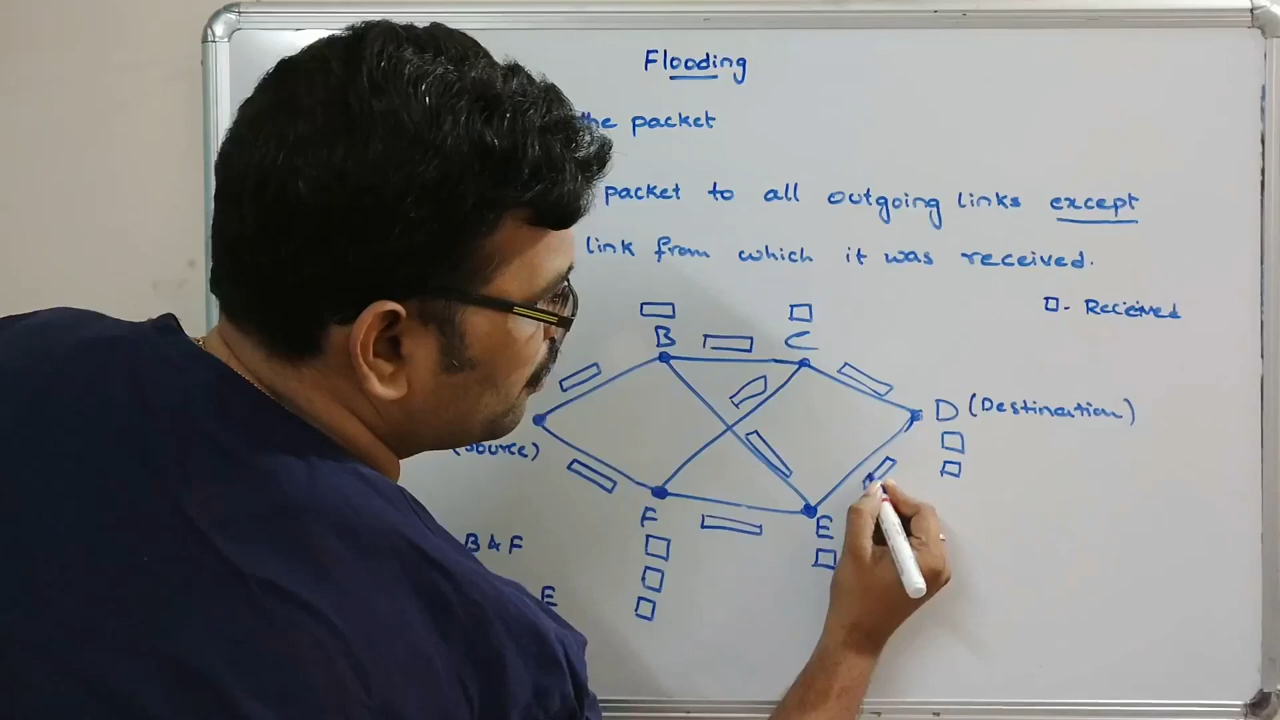 Flooding
the packet
packet to all outgoing links except
link from which it was received.
- Received
B C
D (Destination)
(Source)
F E
B & F
E